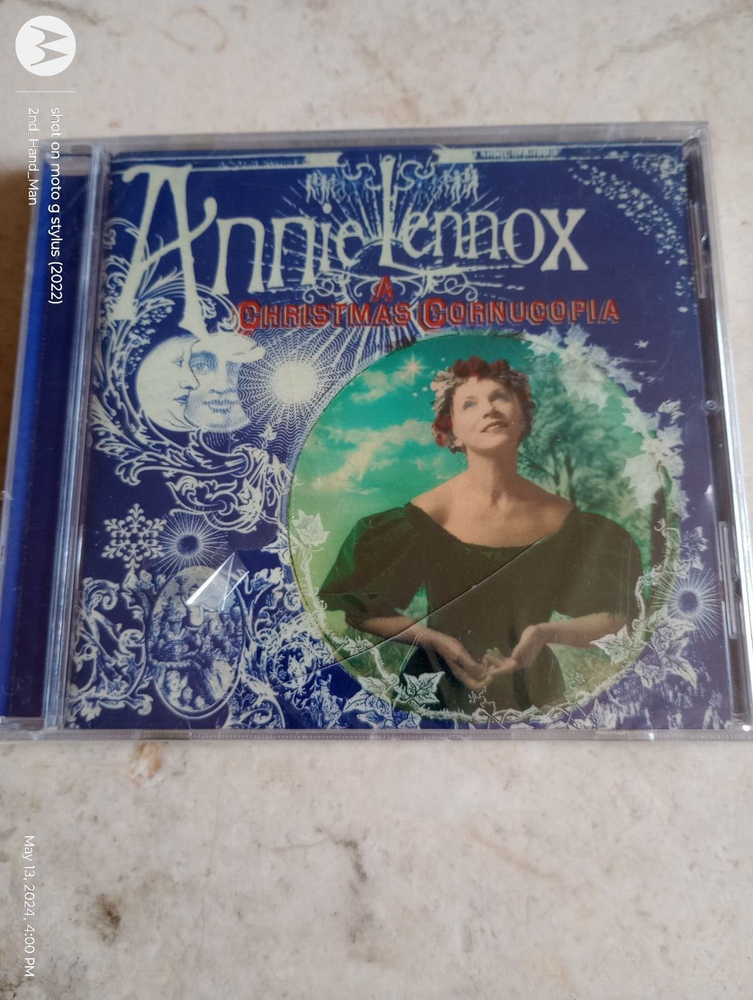 Annie Lennox
A
CHRISTMAS CORNUCOPIA
shot on moto g stylus (2022)
2nd_Hand_Man
May 13, 2024, 4:00 PM